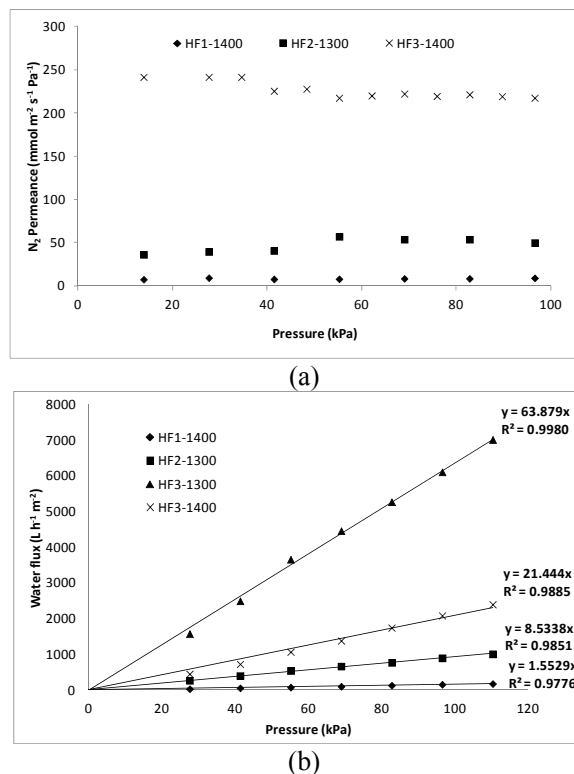 HF1-1400 HF2-1300 HF3-1400
300
250
200
150
100
50
0
N₂ Permeance (mmol m⁻² s⁻¹ Pa⁻¹)
0 20 40 60 80 100
Pressure (kPa)
(a)
8000
7000
6000
5000
4000
3000
2000
1000
0
Water flux (L h⁻¹ m⁻²)
HF1-1400
HF2-1300
HF3-1300
HF3-1400
y = 63.879x
R² = 0.9980
y = 21.444x
R² = 0.9885
y = 8.5338x
R² = 0.9851
y = 1.5529x
R² = 0.9776
0 20 40 60 80 100 120
Pressure (kPa)
(b)